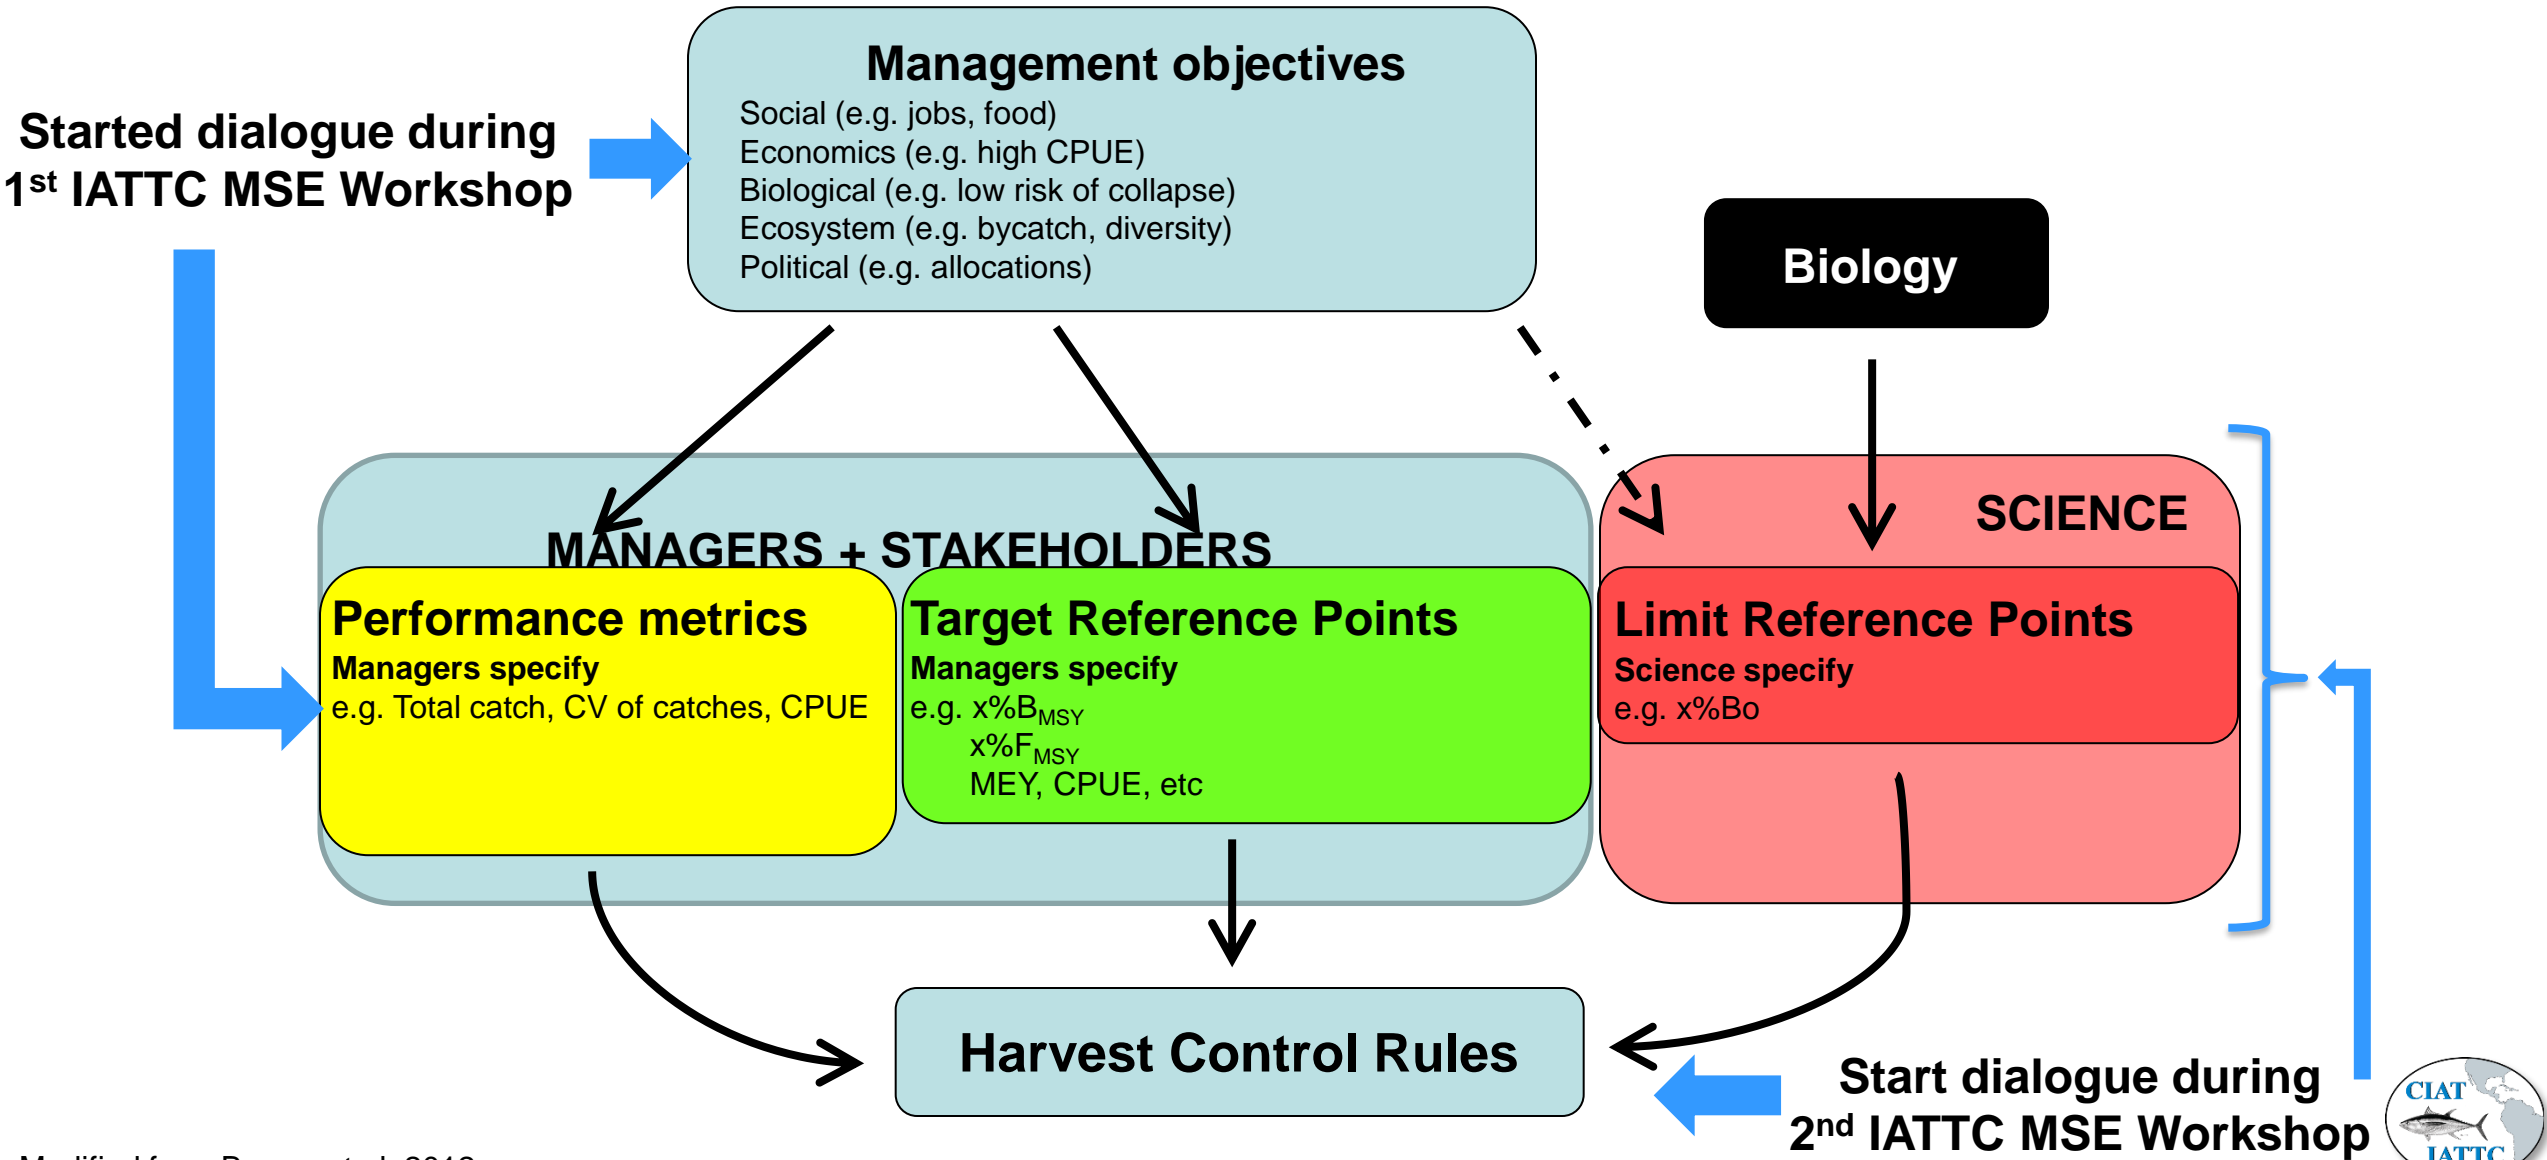 Management objectives
Social (e.g. jobs, food)
Economics (e.g. high CPUE)
Biological (e.g. low risk of collapse)
Ecosystem (e.g. bycatch, diversity)
Political (e.g. allocations)
Started dialogue during
1st IATTC MSE Workshop
Biology
MANAGERS + STAKEHOLDERS
SCIENCE
Performance metrics
Managers specify
e.g. Total catch, CV of catches, CPUE
Target Reference Points
Managers specify
e.g. x%BMSY
x%FMSY
MEY, CPUE, etc
Limit Reference Points
Science specify
e.g. x%Bo
Harvest Control Rules
Start dialogue during
2nd IATTC MSE Workshop
CIAT
IATTC
Modified from